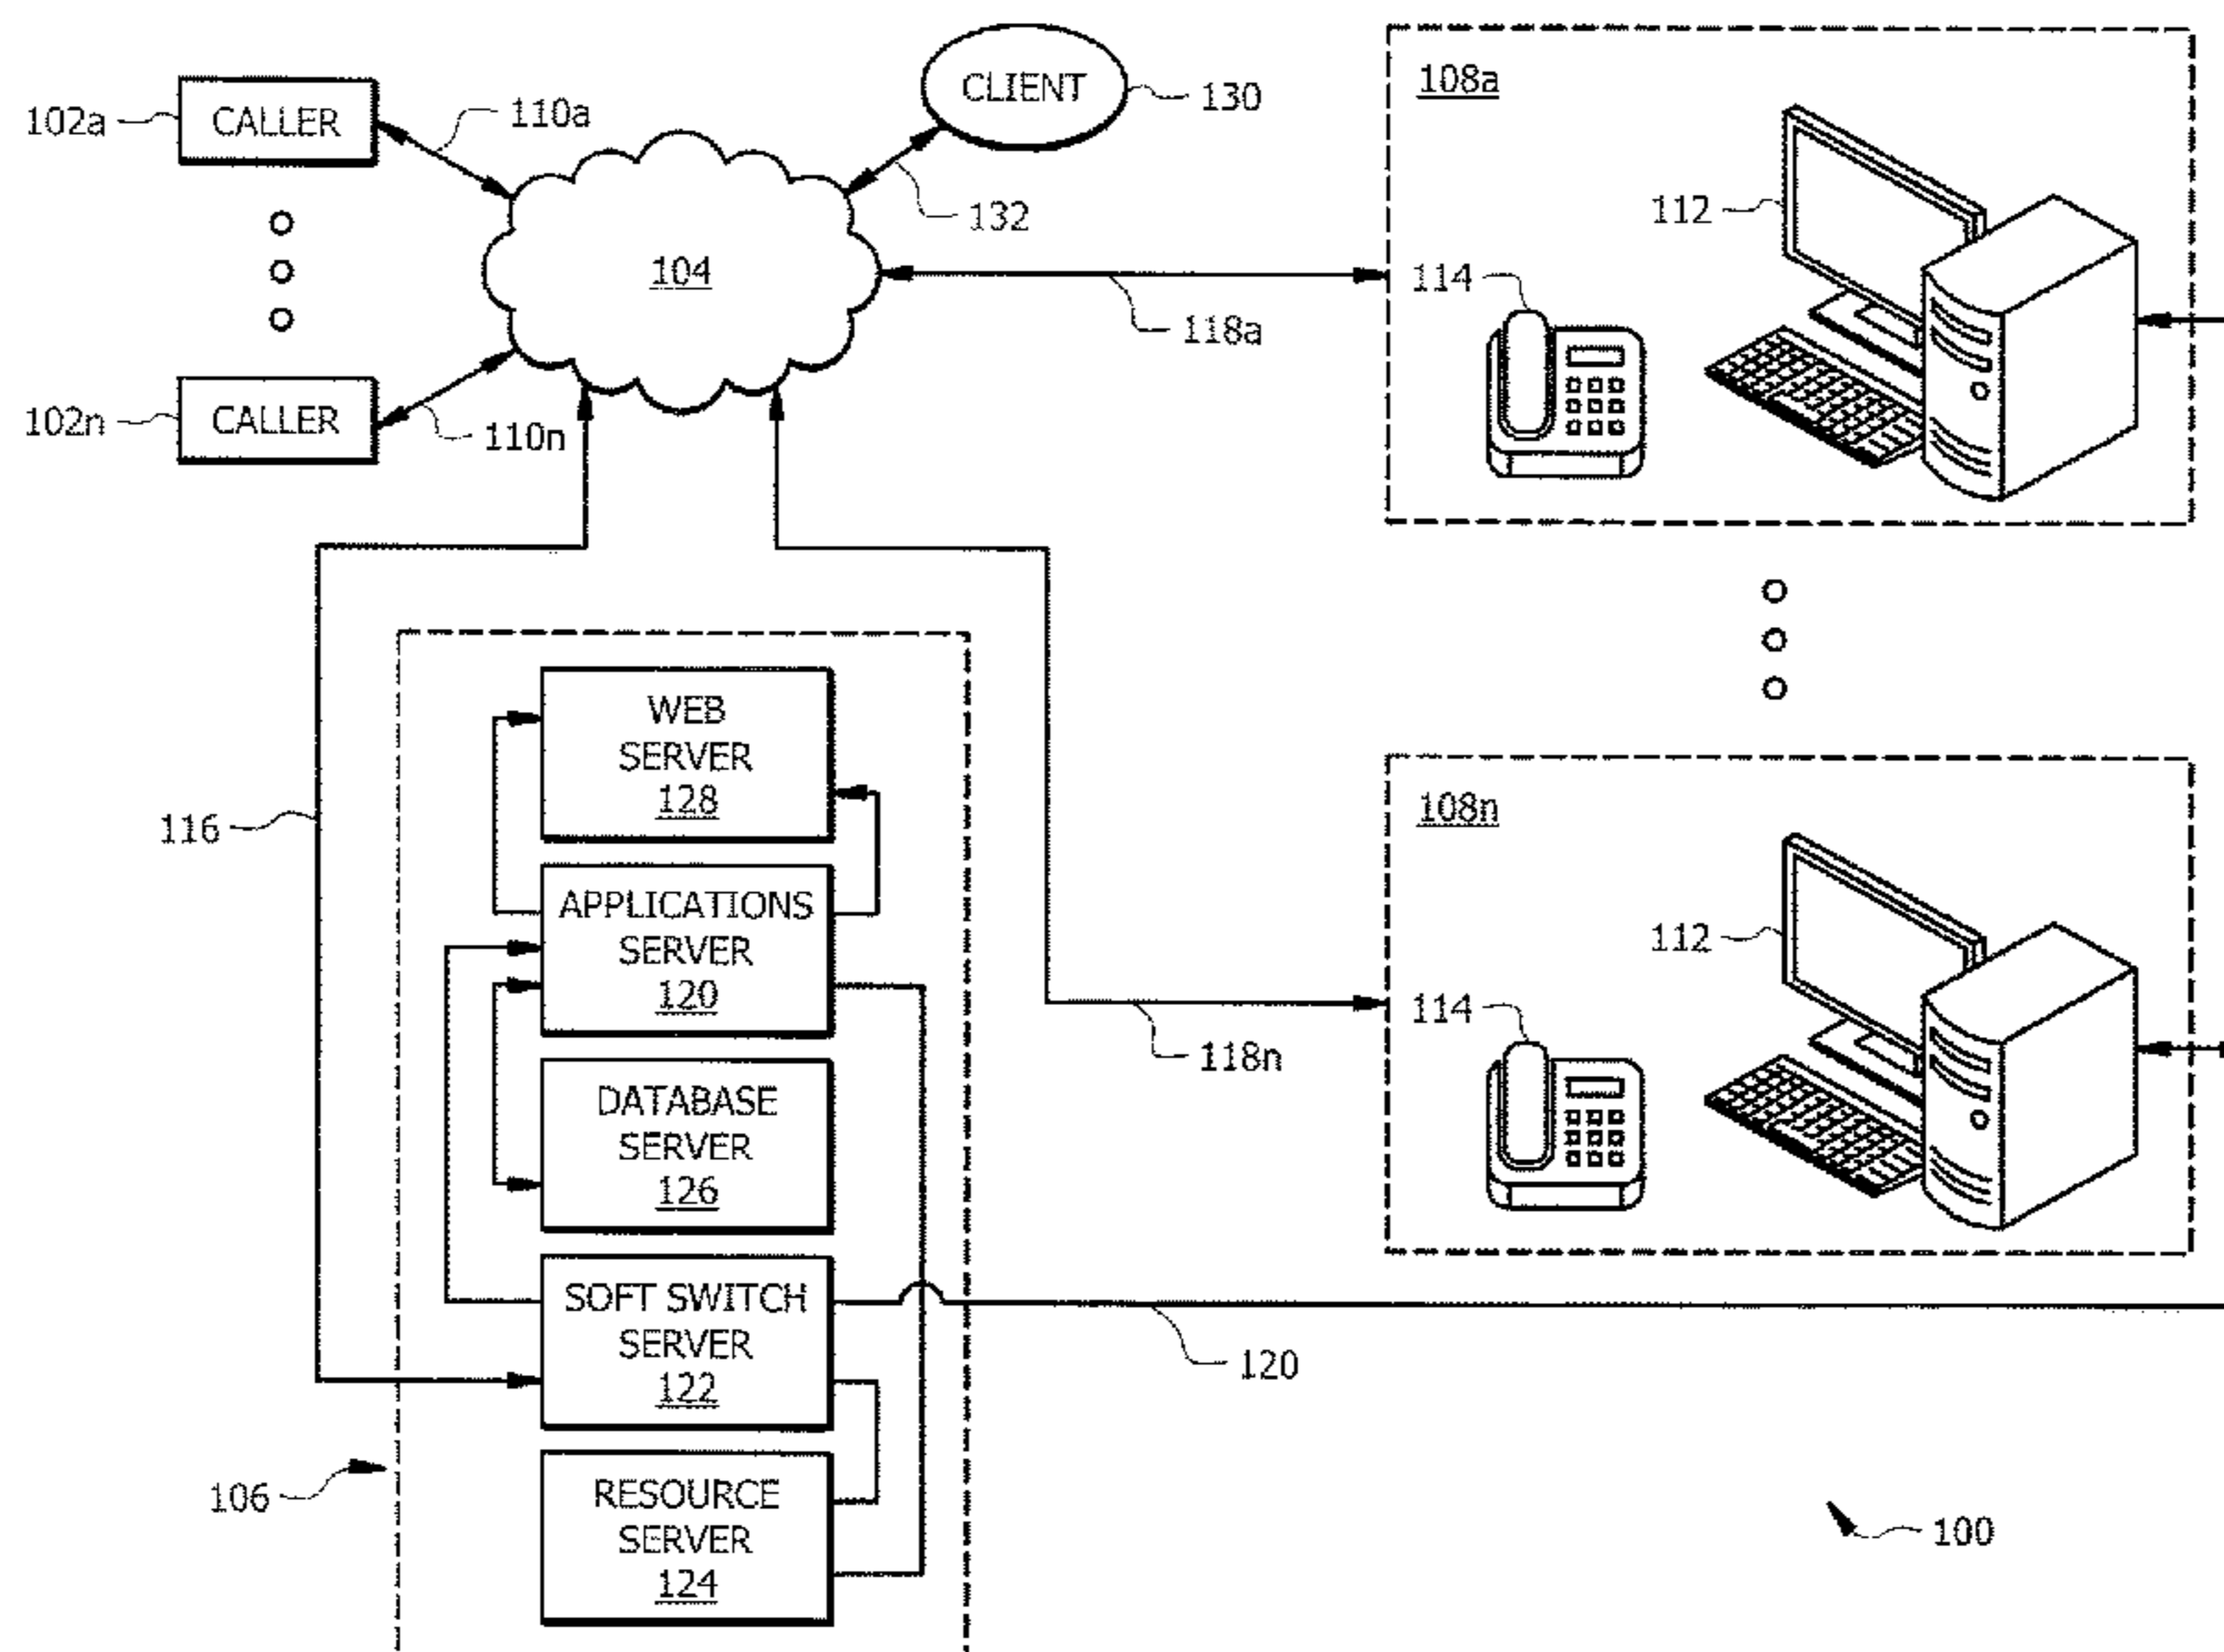 102a
CALLER
110a
CLIENT
130
132
104
118a
102n
CALLER
110n
108a
112
114
116
WEB
SERVER
128
APPLICATIONS
SERVER
120
DATABASE
SERVER
126
SOFT SWITCH
SERVER
122
RESOURCE
SERVER
124
106
118n
120
108n
112
114
100